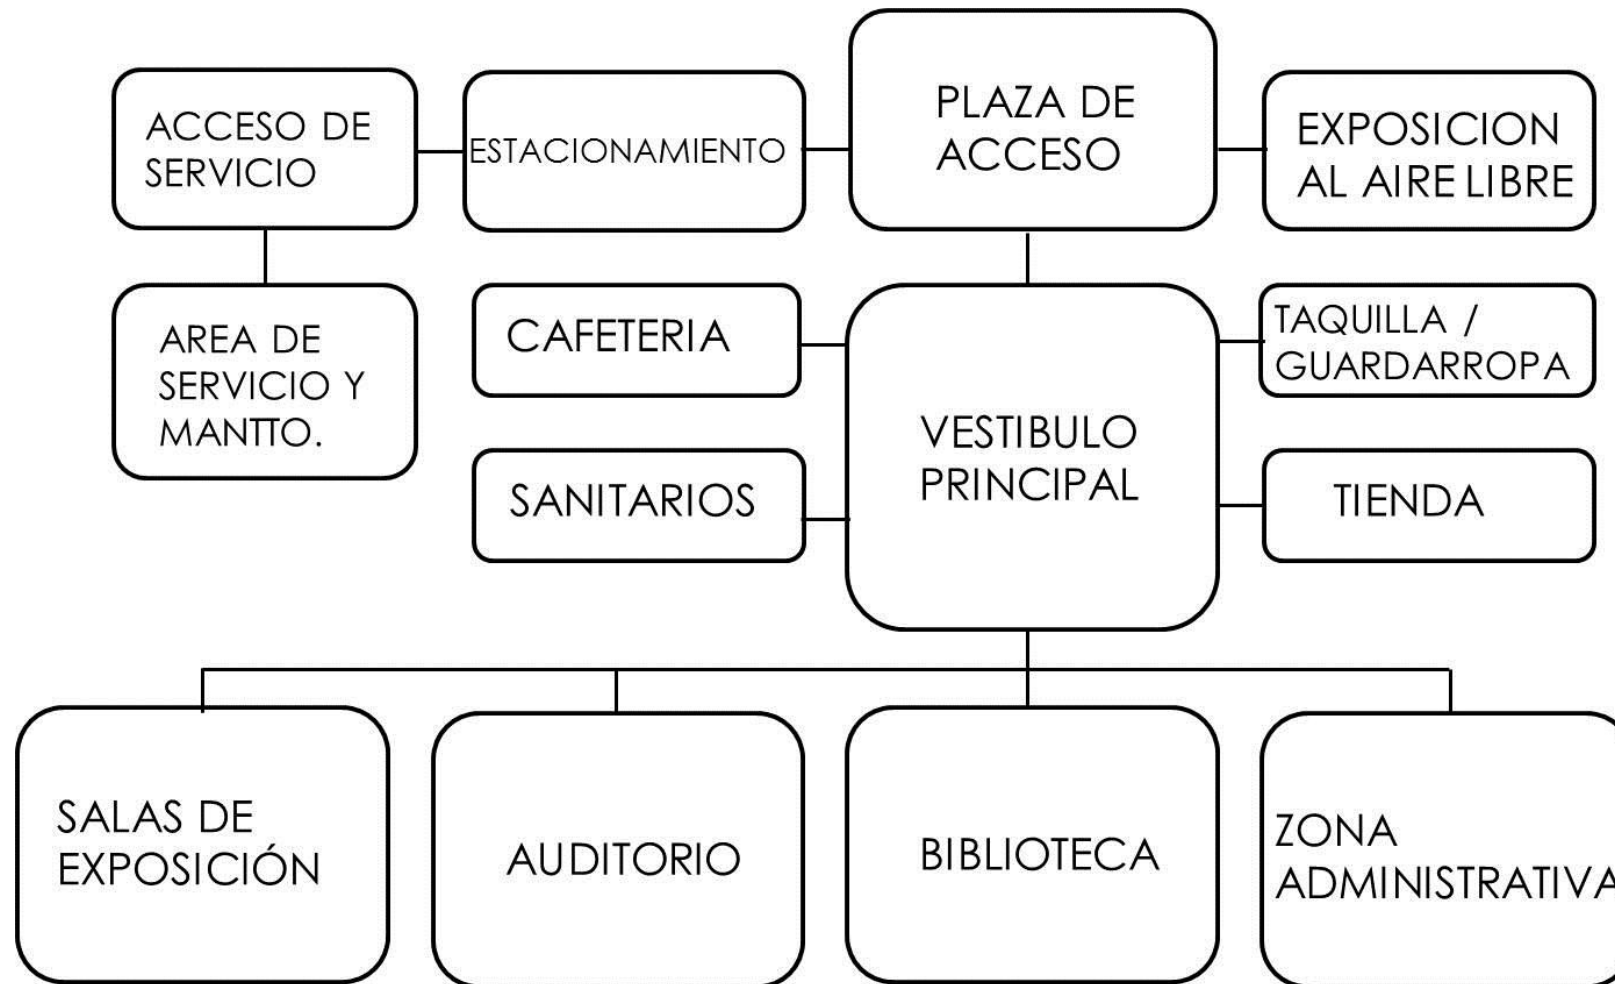 ACCESO DE
SERVICIO
ESTACIONAMIENTO
PLAZA DE
ACCESO
EXPOSICION
AL AIRE LIBRE
AREA DE
SERVICIO Y
MANTTO.
CAFETERIA
SANITARIOS
VESTIBULO
PRINCIPAL
TAQUILLA /
GUARDARROPA
TIENDA
SALAS DE
EXPOSICIÓN
AUDITORIO
BIBLIOTECA
ZONA
ADMINISTRATIVA